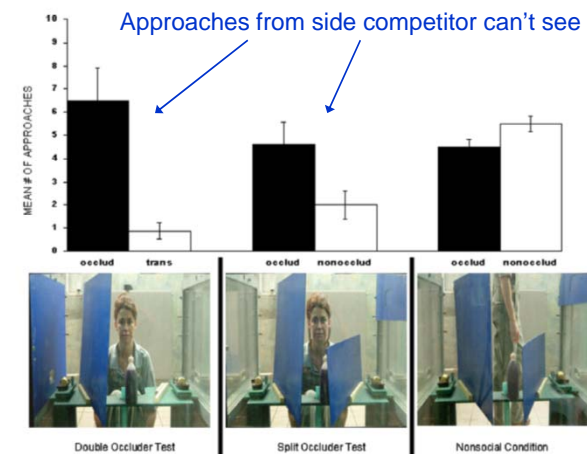 Approaches from side competitor can't see
MEAN # OF APPROACHES
10
9
8
7
6
5
4
3
2
1
0
occlud trans occlud nonocclud occlud nonocclud
Double Occluder Test Split Occluder Test Nonsocial Condition